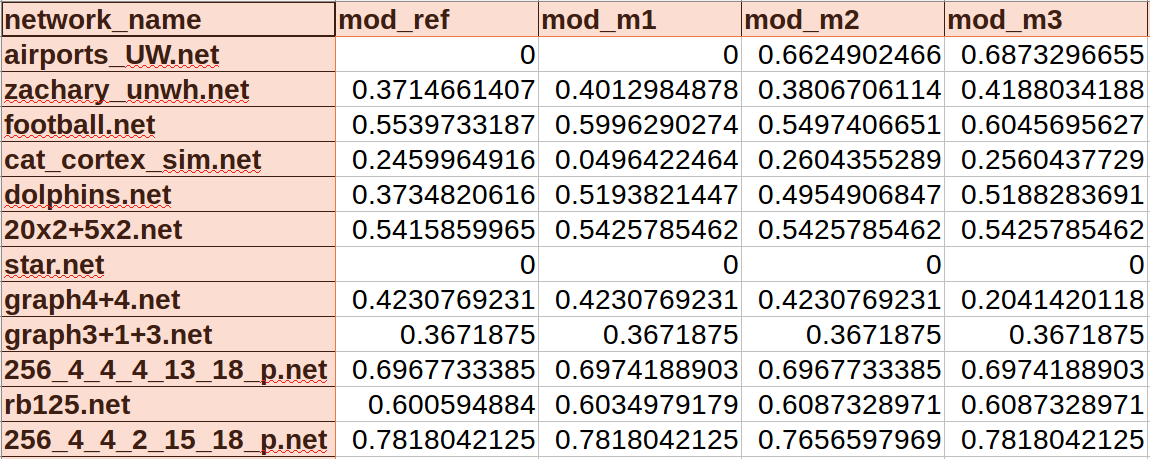 network_name mod_ref mod_m1 mod_m2 mod_m3
airports_UW.net 0 0 0.6624902466 0.6873296655
zachary_unwh.net 0.3714661407 0.4012984878 0.3806706114 0.4188034188
football.net 0.5539733187 0.5996290274 0.5497406651 0.6045695627
cat_cortex_sim.net 0.2459964916 0.0496422464 0.2604355289 0.2560437729
dolphins.net 0.3734820616 0.5193821447 0.4954906847 0.5188283691
20x2+5x2.net 0.5415859965 0.5425785462 0.5425785462 0.5425785462
star.net 0 0 0 0
graph4+4.net 0.4230769231 0.4230769231 0.4230769231 0.2041420118
graph3+1+3.net 0.3671875 0.3671875 0.3671875 0.3671875
256_4_4_4_13_18_p.net 0.6967733385 0.6974188903 0.6967733385 0.6974188903
rb125.net 0.600594884 0.6034979179 0.6087328971 0.6087328971
256_4_4_2_15_18_p.net 0.7818042125 0.7818042125 0.7656597969 0.7818042125